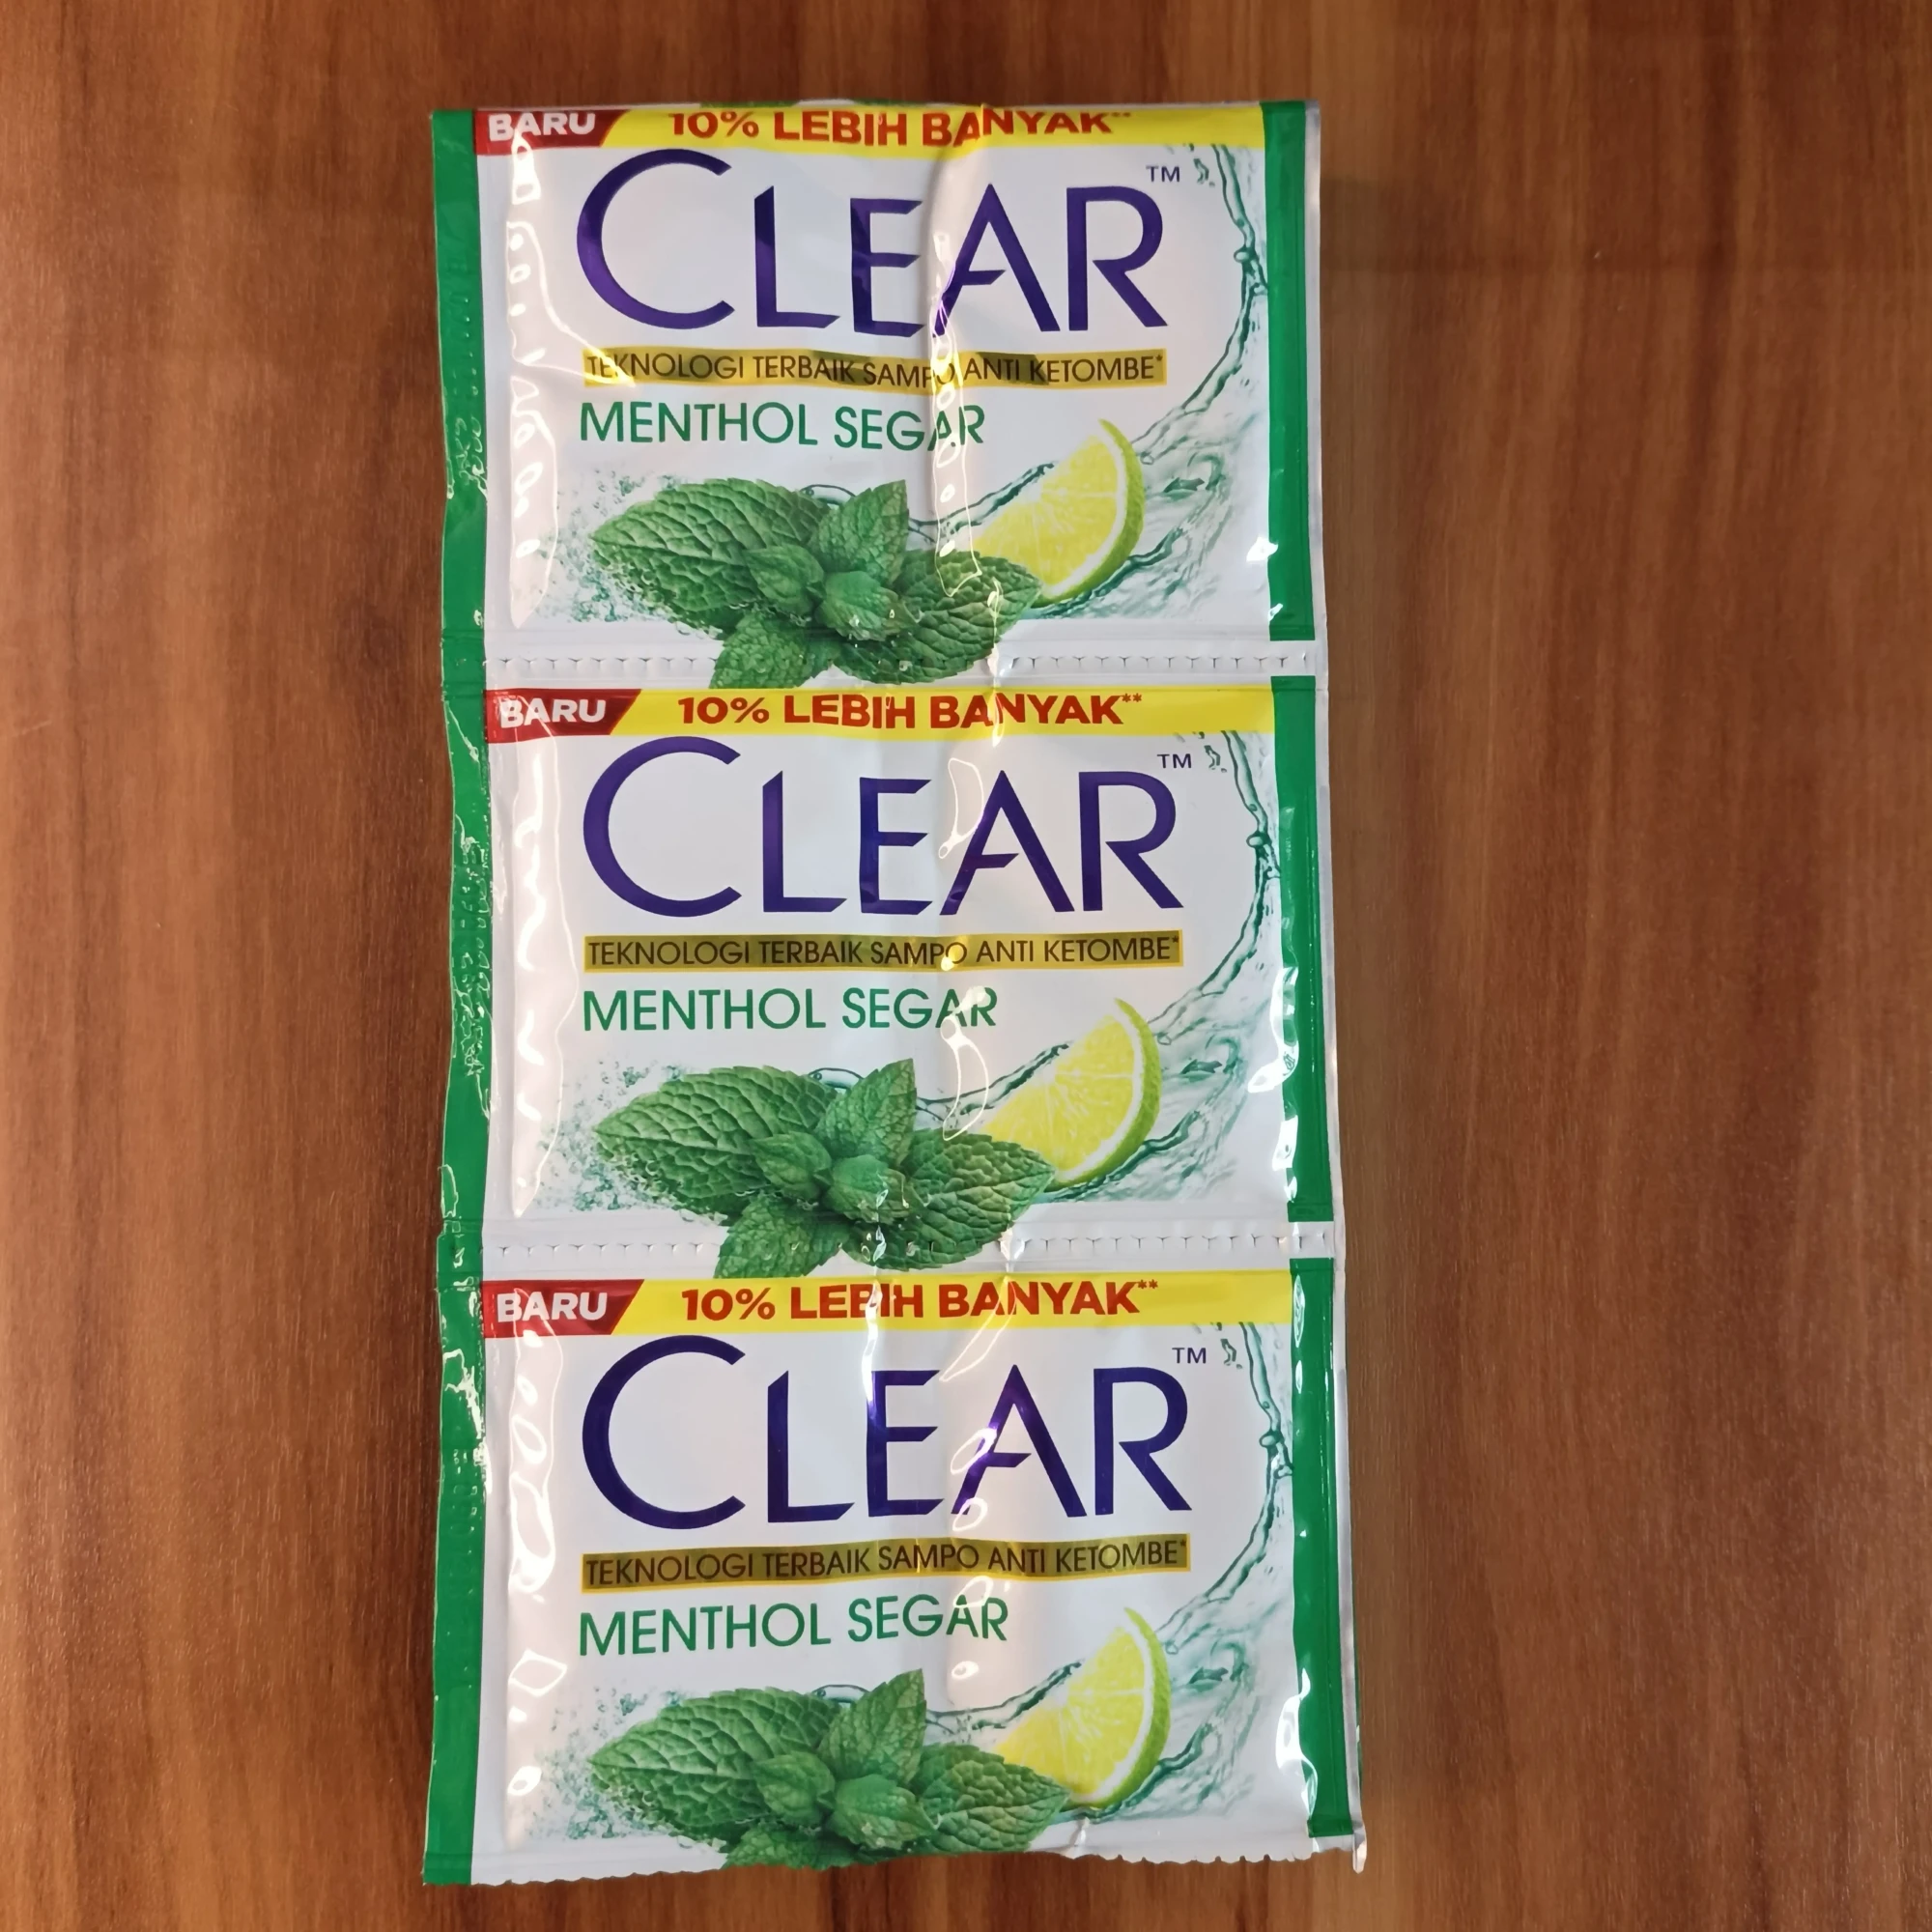 BARU 10% LEBIH BANYAK**
CLEAR™
TEKNOLOGI TERBAIK SAMPO ANTI KETOMBE*
MENTHOL SEGAR
BARU 10% LEBIH BANYAK**
CLEAR™
TEKNOLOGI TERBAIK SAMPO ANTI KETOMBE*
MENTHOL SEGAR
BARU 10% LEBIH BANYAK**
CLEAR™
TEKNOLOGI TERBAIK SAMPO ANTI KETOMBE*
MENTHOL SEGAR